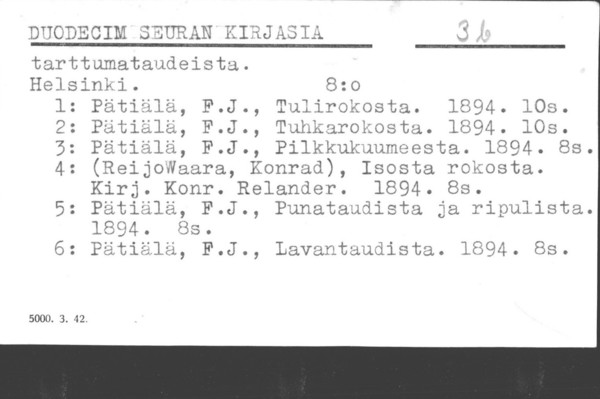 DUODECIM SEURAN KIRJASIA 3b
tarttumataudeista.
Helsinki. 8:o
1: Pätiälä, F.J., Tulirokosta. 1894. 10s.
2: Pätiälä, F.J., Tuhkarokosta. 1894. 10s.
3: Pätiälä, F.J., Pilkkukuumeesta. 1894. 8s.
4: (ReijoWaara, Konrad), Isosta rokosta.
Kirj. Konr. Relander. 1894. 8s.
5: Pätiälä, F.J., Punataudista ja ripulista.
1894. 8s.
6: Pätiälä, F.J., Lavantaudista. 1894. 8s.
5000. 3. 42.